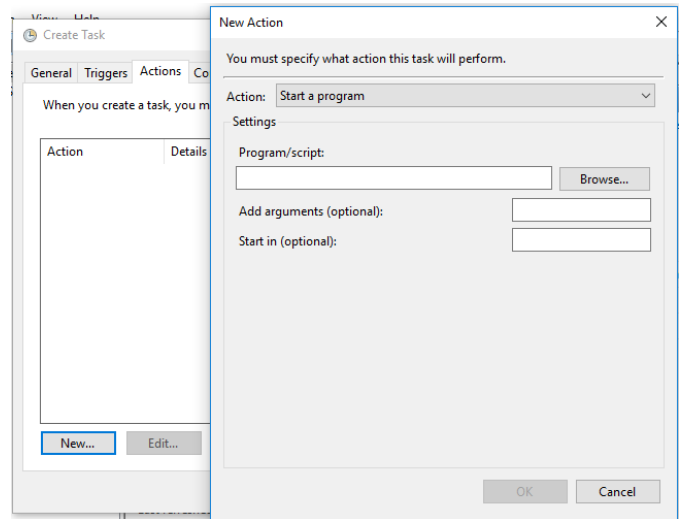 View Help
Create Task
General Triggers Actions Co
When you create a task, you m
Action Details
New... Edit...
New Action
You must specify what action this task will perform.
Action: Start a program
Settings
Program/script:
Browse...
Add arguments (optional):
Start in (optional):
OK Cancel